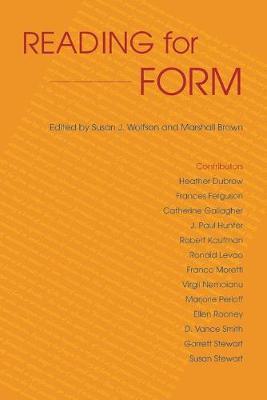 READING for
FORM
Edited by Susan J. Wolfson and Marshall Brown
Contributors
Heather Dubrow
Frances Ferguson
Catherine Gallagher
J. Paul Hunter
Robert Kaufman
Ronald Levao
Franco Moretti
Virgil Nemoianu
Marjorie Perloff
Ellen Rooney
D. Vance Smith
Garrett Stewart
Susan Stewart